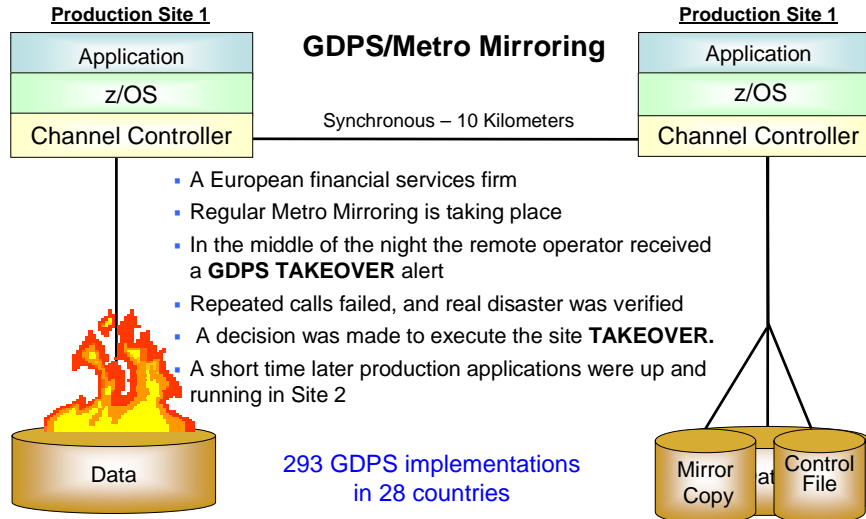 Production Site 1
Application
z/OS
Channel Controller
GDPS/Metro Mirroring
Synchronous – 10 Kilometers
Production Site 1
Application
z/OS
Channel Controller
A European financial services firm
Regular Metro Mirroring is taking place
In the middle of the night the remote operator received
a GDPS TAKEOVER alert
Repeated calls failed, and real disaster was verified
A decision was made to execute the site TAKEOVER.
A short time later production applications were up and
running in Site 2
Data
293 GDPS implementations
in 28 countries
Mirror
Copy
Control
File